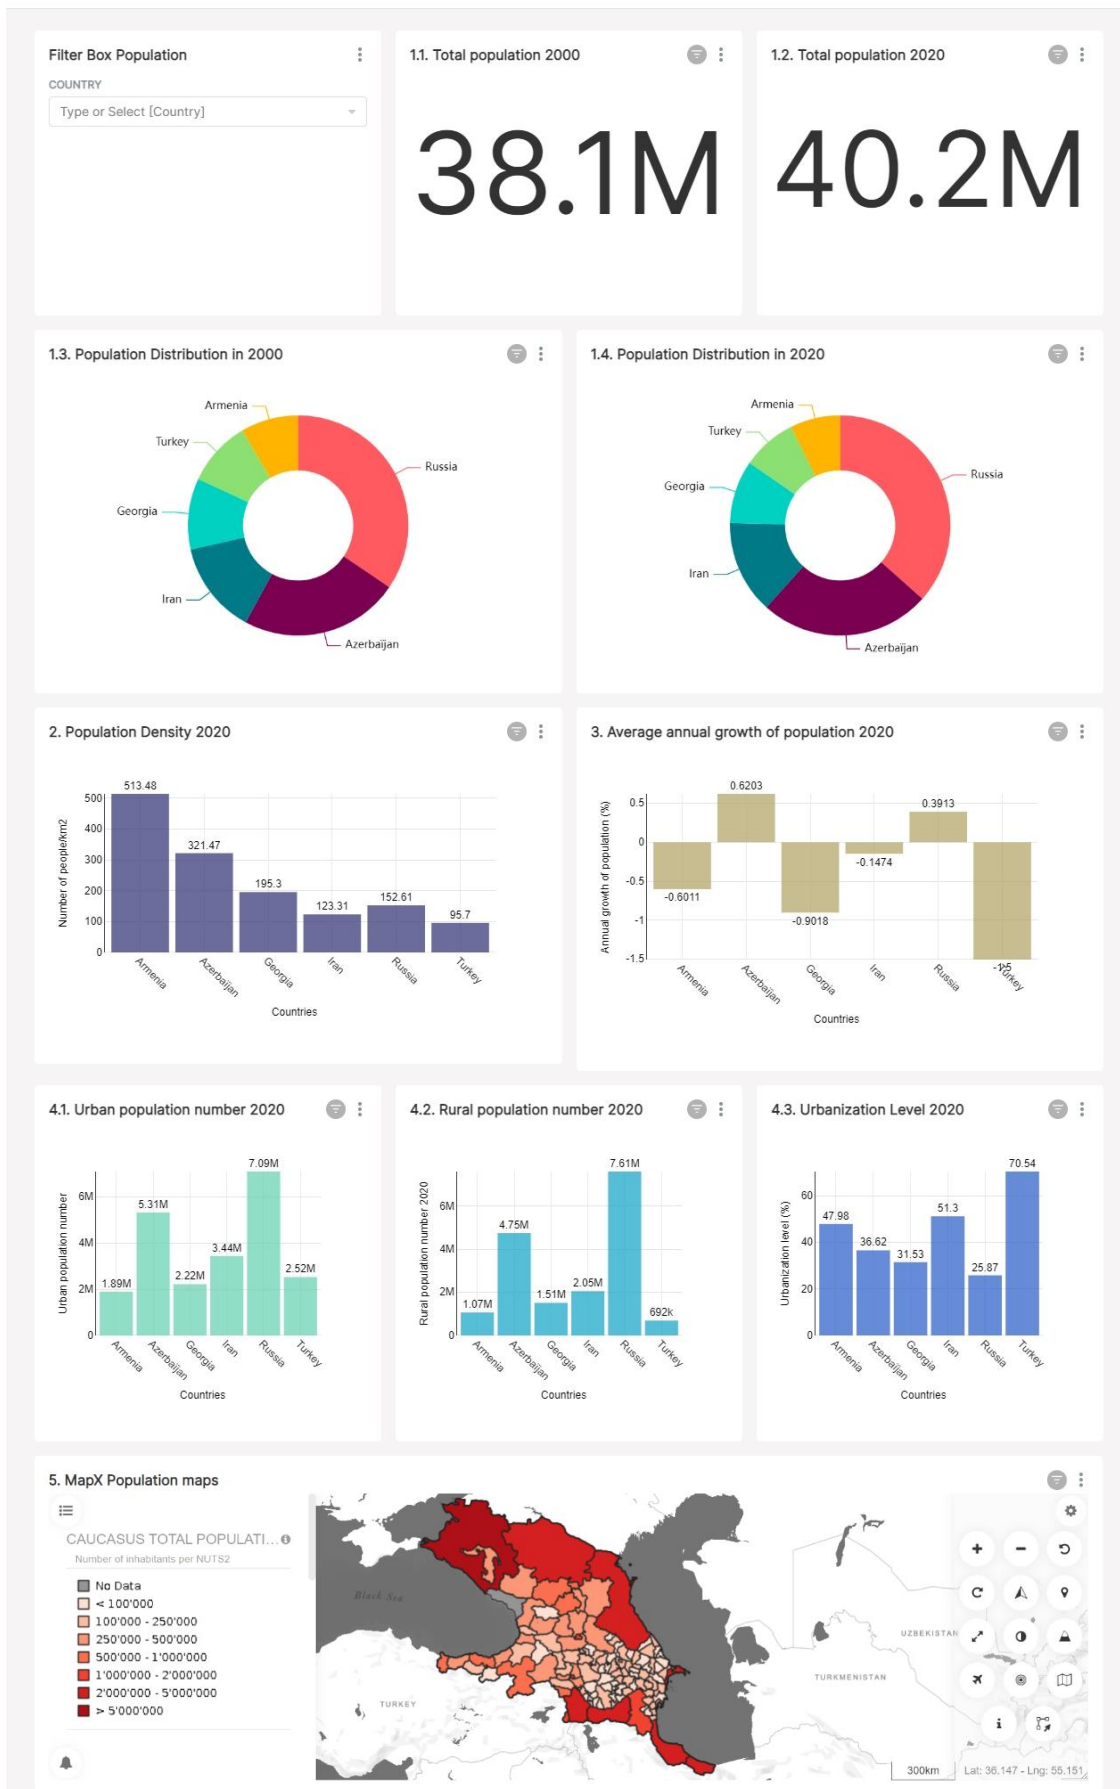 Filter Box Population
COUNTRY
Type or Select [Country]
1.1. Total population 2000
38.1M
1.2. Total population 2020
40.2M
1.3. Population Distribution in 2000
Armenia
Turkey
Russia
Georgia
Iran
Azerbaïjan
1.4. Population Distribution in 2020
Armenia
Turkey
Russia
Georgia
Iran
Azerbaïjan
2. Population Density 2020
Number of people/km2
500
400
300
200
100
0
513.48
321.47
195.3
123.31
152.61
95.7
Armenia
Azerbaïjan
Georgia
Iran
Russia
Turkey
Countries
3. Average annual growth of population 2020
Annual growth of population (%)
0.5
0
-0.5
-1
-1.5
-0.6011
0.6203
-0.9018
-0.1474
0.3913
-1.5
Armenia
Azerbaïjan
Georgia
Iran
Russia
Turkey
Countries
4.1. Urban population number 2020
Urban population number
6M
4M
2M
0
1.89M
5.31M
2.22M
3.44M
7.09M
2.52M
Armenia
Azerbaïjan
Georgia
Iran
Russia
Turkey
Countries
4.2. Rural population number 2020
Rural population number 2020
6M
4M
2M
0
1.07M
4.75M
1.51M
2.05M
7.61M
692k
Armenia
Azerbaïjan
Georgia
Iran
Russia
Turkey
Countries
4.3. Urbanization Level 2020
Urbanization level (%)
60
40
20
0
47.98
36.62
31.53
51.3
25.87
70.54
Armenia
Azerbaïjan
Georgia
Iran
Russia
Turkey
Countries
5. MapX Population maps
CAUCASUS TOTAL POPULATI...
Number of inhabitants per NUTS2
No Data
< 100'000
100'000 - 250'000
250'000 - 500'000
500'000 - 1'000'000
1'000'000 - 2'000'000
2'000'000 - 5'000'000
> 5'000'000
Black Sea
TURKEY
UZBEKISTAN
TURKMENISTAN
300km
Lat: 36.147 - Lng: 55.151